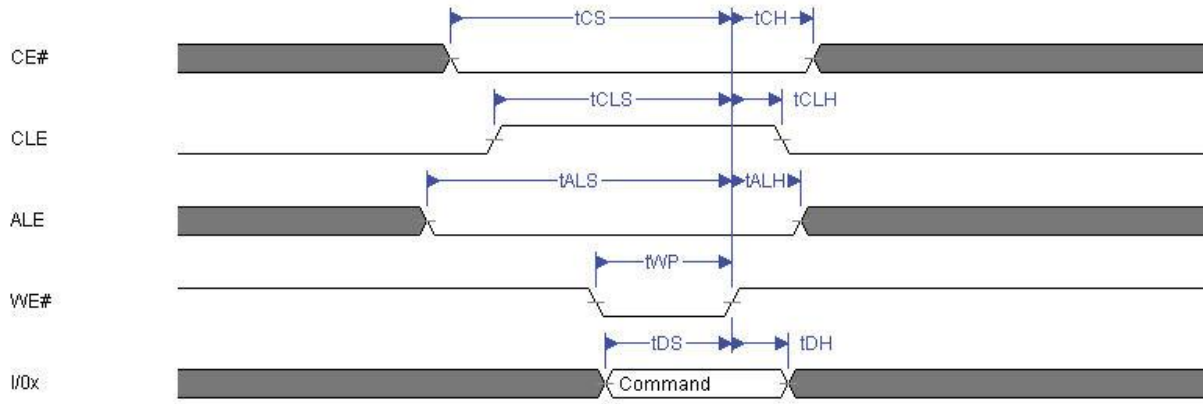 tCS tCH
CE#
tCLS tCLH
CLE
tALS tALH
ALE
tWP
WE#
tDS tDH
I/0x Command